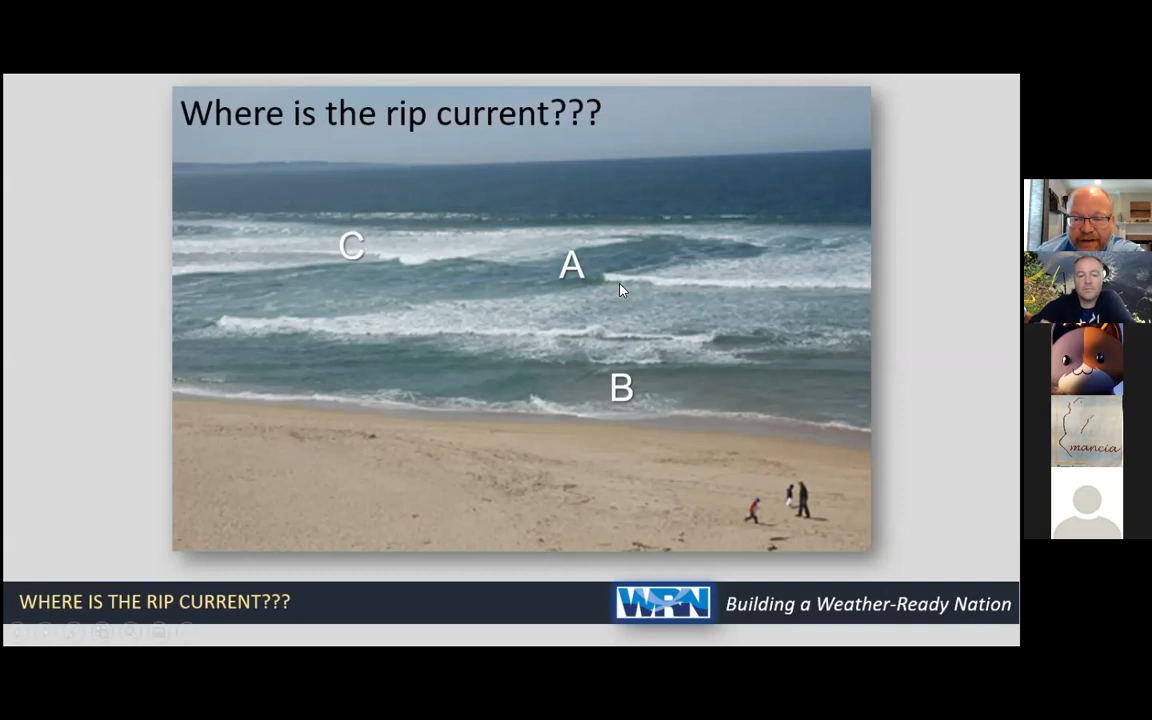 Where is the rip current???
C
A
B
WHERE IS THE RIP CURRENT???
WRN
Building a Weather-Ready Nation
mancia